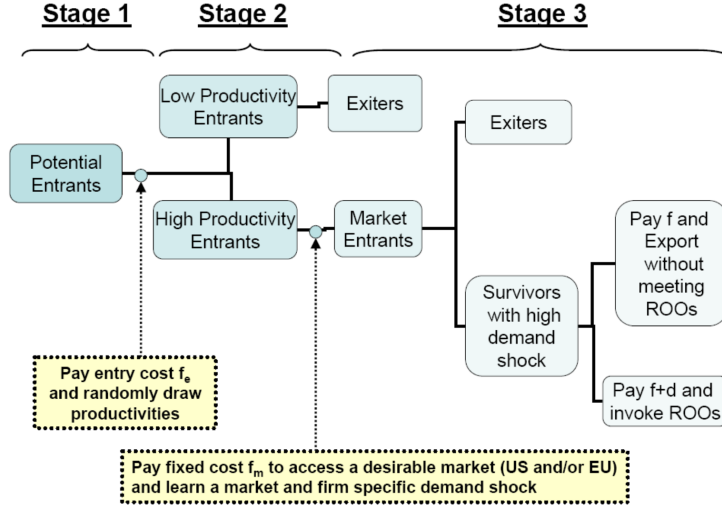 Stage 1
Stage 2
Stage 3
Low Productivity
Entrants
Exiters
Exiters
Potential
Entrants
High Productivity
Entrants
Market
Entrants
Pay f and
Export
without
meeting
ROOs
Survivors
with high
demand
shock
Pay entry cost fe
and randomly draw
productivities
Pay f+d and
invoke ROOs
Pay fixed cost fm to access a desirable market (US and/or EU)
and learn a market and firm specific demand shock